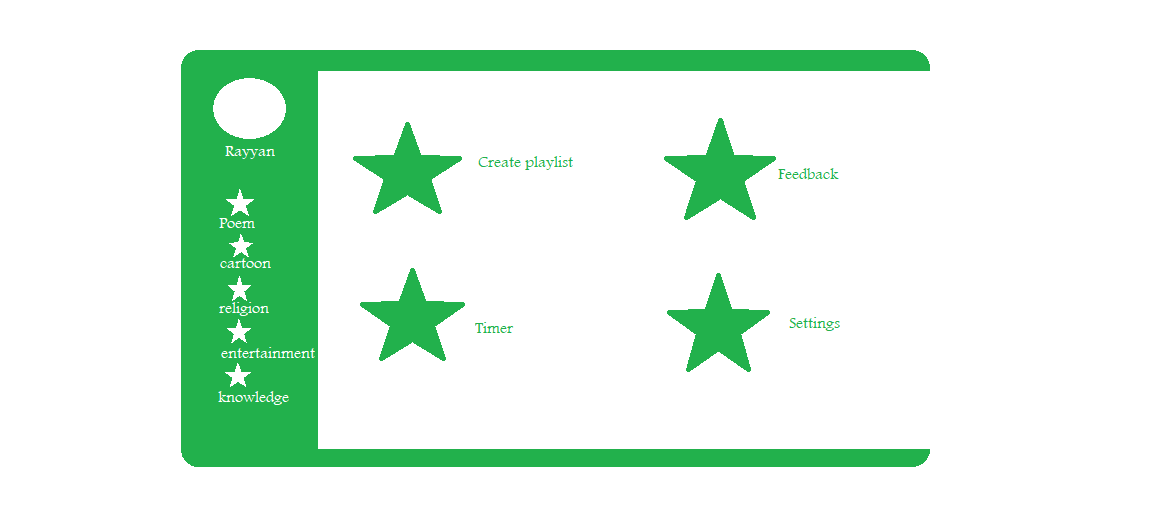 Rayyan
Poem
cartoon
religion
entertainment
knowledge
Create playlist
Feedback
Timer
Settings